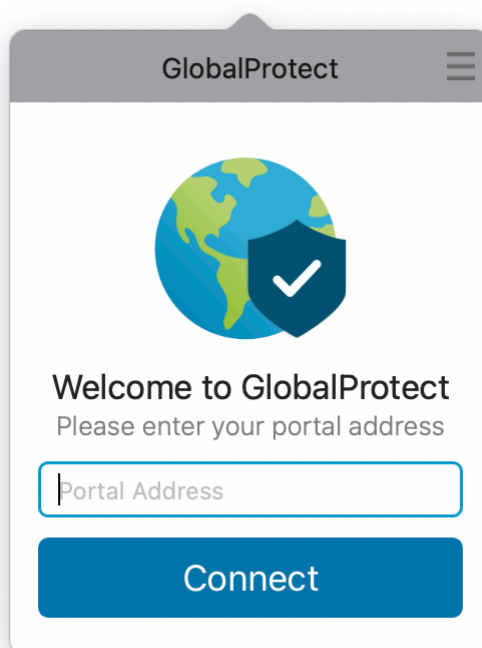 GlobalProtect
Welcome to GlobalProtect
Please enter your portal address
Portal Address
Connect